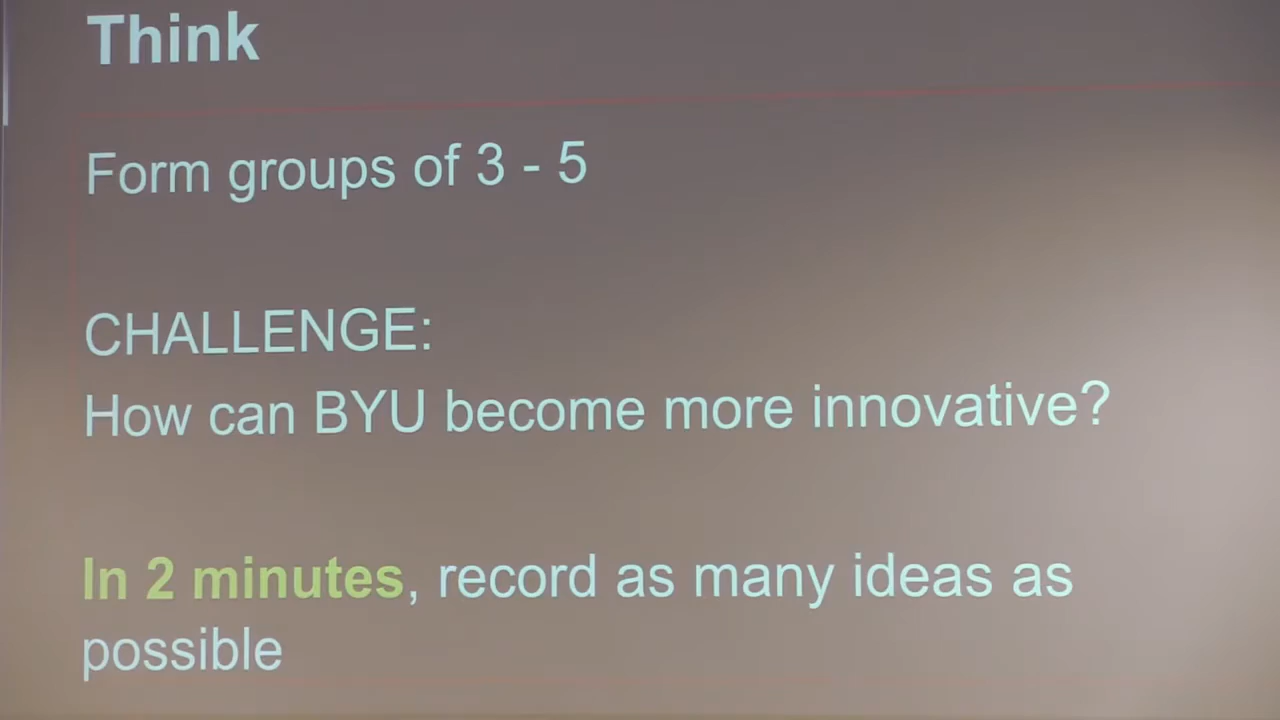 Think
Form groups of 3 - 5
CHALLENGE:
How can BYU become more innovative?
In 2 minutes, record as many ideas as
possible